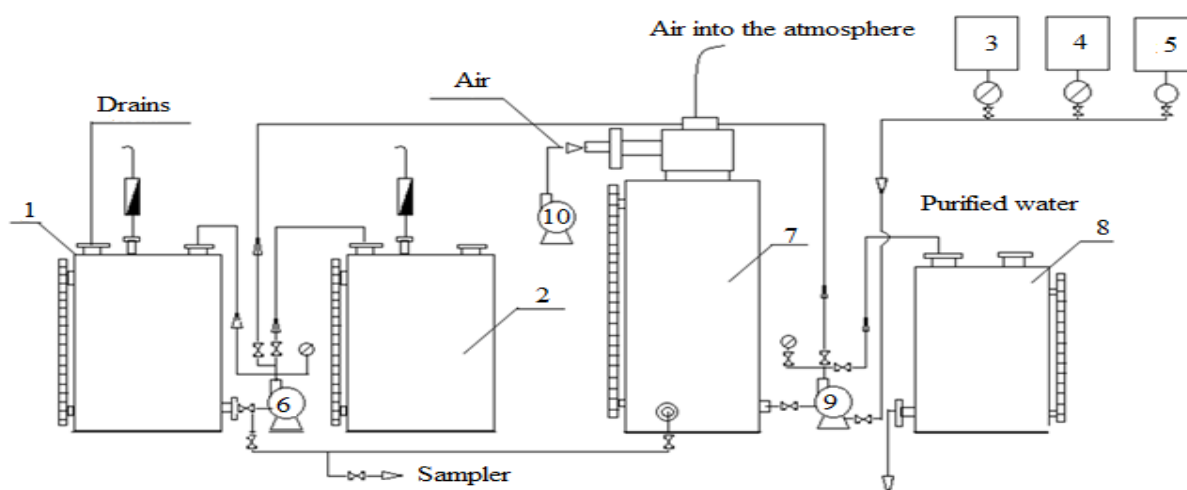 Air into the atmosphere
3
4
5
Air
Drains
10
Purified water
1
7
8
2
6
9
Sampler